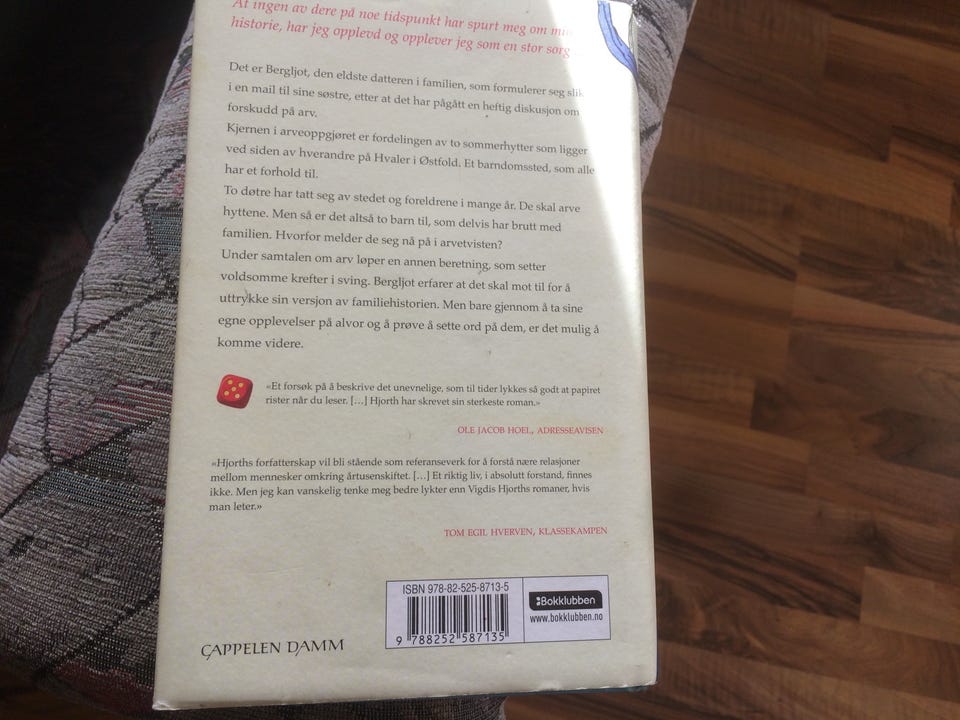 At ingen av dere på noe tidspunkt har spurt meg om min
historie, har jeg opplevd og opplever jeg som en stor sorg
Det er Bergljot, den eldste datteren i familien, som formulerer seg slik
i en mail til sine søstre, etter at det har pågått en heftig diskusjon om
forskudd på arv.
Kjernen i arveoppgjøret er fordelingen av to sommerhytter som ligger
ved siden av hverandre på Hvaler i Østfold. Et barndomssted, som alle
har et forhold til.
To døtre har tatt seg av stedet og foreldrene i mange år. De skal arve
hyttene. Men så er det altså to barn til, som delvis har brutt med
familien. Hvorfor melder de seg nå på i arvetvisten?
Under samtalen om arv løper en annen beretning, som setter
voldsomme krefter i sving. Bergljot erfarer at det skal mot til for å
uttrykke sin versjon av familiehistorien. Men bare gjennom å ta sine
egne opplevelser på alvor og å prøve å sette ord på dem, er det mulig å
komme videre.
«Et forsøk på å beskrive det unevnelige, som til tider lykkes så godt at papiret
rister når du leser. [...] Hjorth har skrevet sin sterkeste roman.»
OLE JACOB HOEL, ADRESSEAVISEN
«Hjorths forfatterskap vil bli stående som referanseverk for å forstå nære relasjoner
mellom mennesker omkring årtusenskiftet. [...] Et riktig liv, i absolutt forstand, finnes
ikke. Men jeg kan vanskelig tenke meg bedre lykter enn Vigdis Hjorths romaner, hvis
man leter.»
TOM EGIL HVERVEN, KLASSEKAMPEN
ISBN 978-82-525-8713-5
9 788252 587135
Bokklubben
www.bokklubben.no
CAPPELEN DAMM